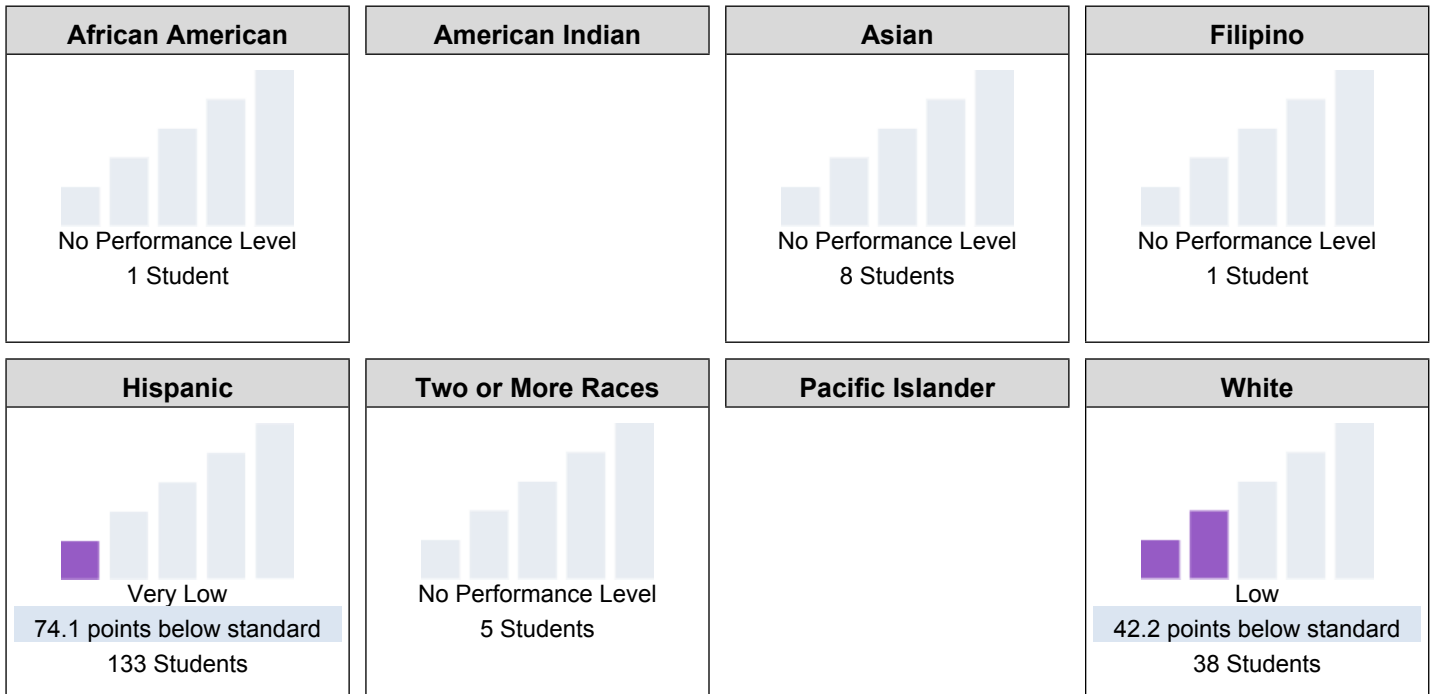 African American
No Performance Level
1 Student
American Indian
Asian
No Performance Level
8 Students
Filipino
No Performance Level
1 Student
Hispanic
Very Low
74.1 points below standard
133 Students
Two or More Races
No Performance Level
5 Students
Pacific Islander
White
Low
42.2 points below standard
38 Students